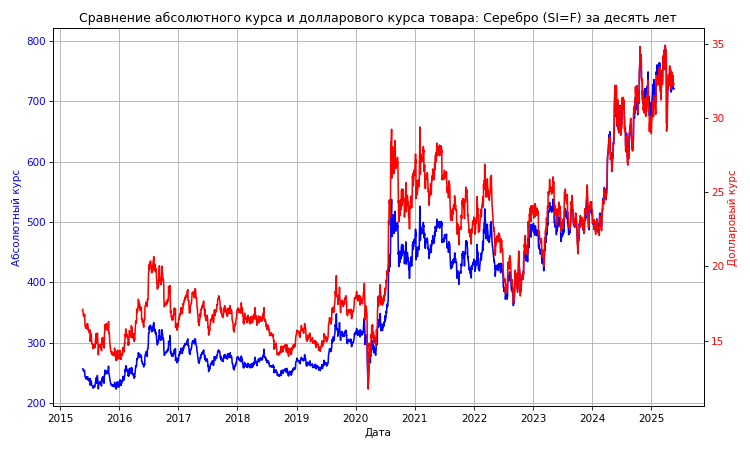 Сравнение абсолютного курса и долларового курса товара: Серебро (SI=F) за десять лет
Абсолютный курс
800
700
600
500
400
300
200
35
30
25
20
15
Долларовый курс
2015 2016 2017 2018 2019 2020 2021 2022 2023 2024 2025
Дата